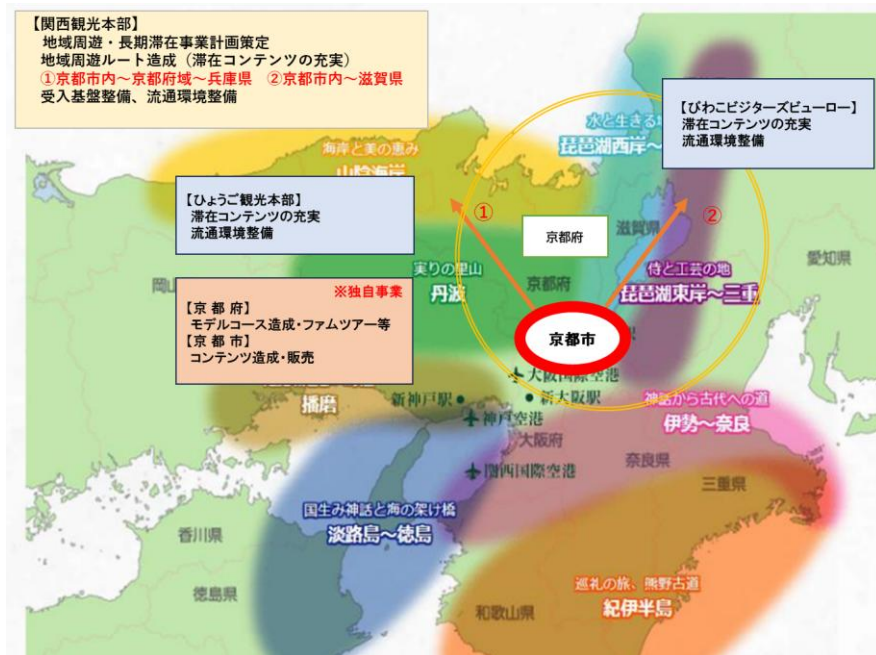 【関西観光本部】
地域周遊・長期滞在事業計画策定
地域周遊ルート造成（滞在コンテンツの充実）
①京都市内～京都府域～兵庫県　②京都市内～滋賀県
受入基盤整備、流通環境整備
水と生きる
琵琶湖西岸～
【びわこビジターズビューロー】
滞在コンテンツの充実
流通環境整備
海岸と美の恵み
山陰海岸
【ひょうご観光本部】
滞在コンテンツの充実
流通環境整備
①
②
京都府
滋賀県
愛知県
実りの里山
丹波
京都府
侍と工芸の地
琵琶湖東岸～三重
岡山
※独自事業
【京都府】
モデルコース造成・ファムツアー等
【京都市】
コンテンツ造成・販売
京都市
大阪国際空港
播磨
新神戸駅
新大阪駅
神戸空港
神話から古代への道
伊勢～奈良
大阪府
奈良県
関西国際空港
三重県
国生み神話と海の架け橋
淡路島～徳島
香川県
徳島県
巡礼の旅、熊野古道
紀伊半島
和歌山県